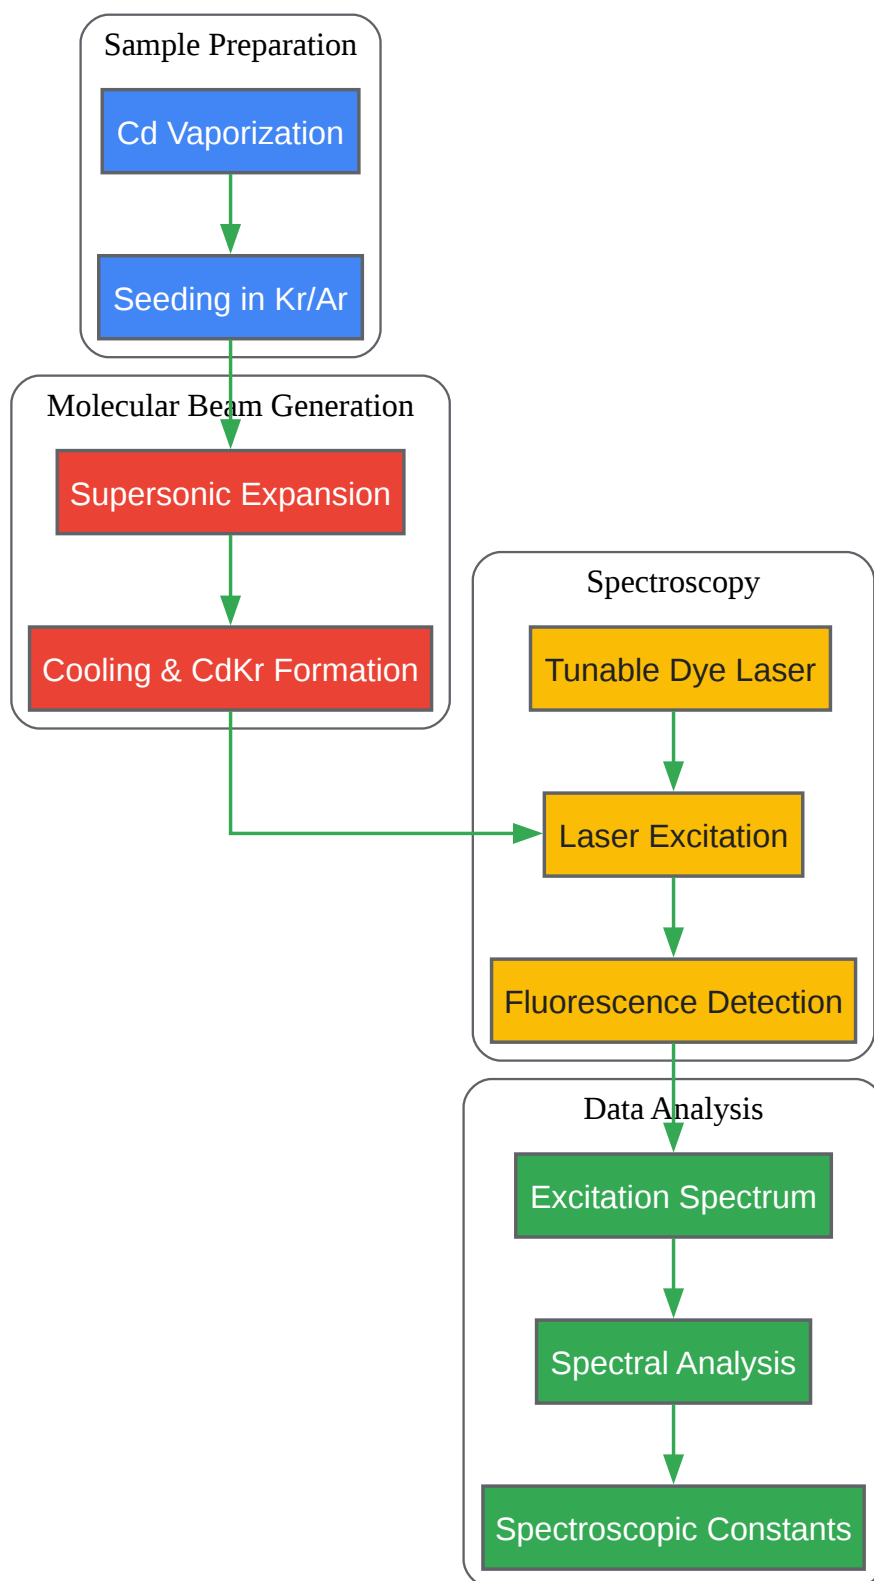 Sample Preparation
Cd Vaporization
Seeding in Kr/Ar
Molecular Beam Generation
Supersonic Expansion
Cooling & CdKr Formation
Spectroscopy
Tunable Dye Laser
Laser Excitation
Fluorescence Detection
Data Analysis
Excitation Spectrum
Spectral Analysis
Spectroscopic Constants